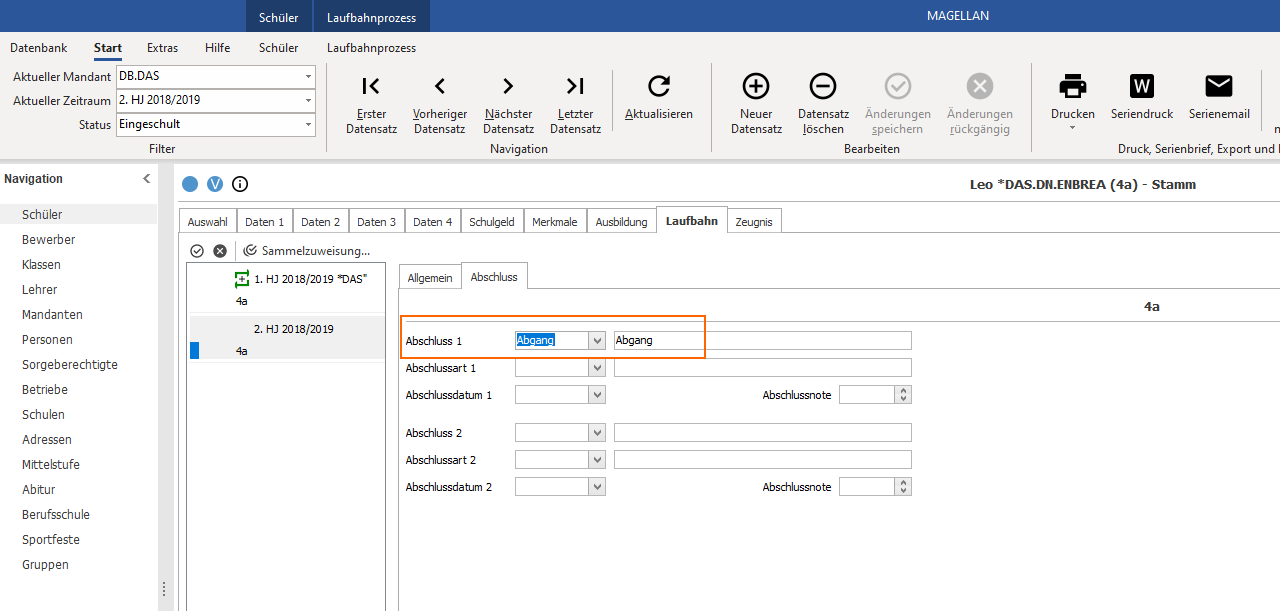 Schüler Laufbahnprozess MAGELLAN
Datenbank Start Extras Hilfe Schüler Laufbahnprozess
Aktueller Mandant DB.DAS
Aktueller Zeitraum 2. HJ 2018/2019
Status Eingeschult
Filter
Erster Datensatz
Vorheriger Datensatz
Nächster Datensatz
Letzter Datensatz
Aktualisieren
Navigation
Neuer Datensatz
Datensatz löschen
Änderungen speichern
Änderungen rückgängig
Bearbeiten
Drucken
W
Seriendruck
Serienemail
Druck, Serienbrief, Export und
Navigation
Schüler
Bewerber
Klassen
Lehrer
Mandanten
Personen
Sorgeberechtigte
Betriebe
Schulen
Adressen
Mittelstufe
Abitur
Berufsschule
Sportfeste
Gruppen
V
Leo *DAS.DN.ENBREA (4a) - Stamm
Auswahl Daten 1 Daten 2 Daten 3 Daten 4 Schulgeld Merkmale Ausbildung Laufbahn Zeugnis
Sammelzuweisung...
1. HJ 2018/2019 *DAS"
4a
2. HJ 2018/2019
4a
Allgemein Abschluss
4a
Abschluss 1 Abgang Abgang
Abschlussart 1
Abschlussdatum 1 Abschlussnote
Abschluss 2
Abschlussart 2
Abschlussdatum 2 Abschlussnote